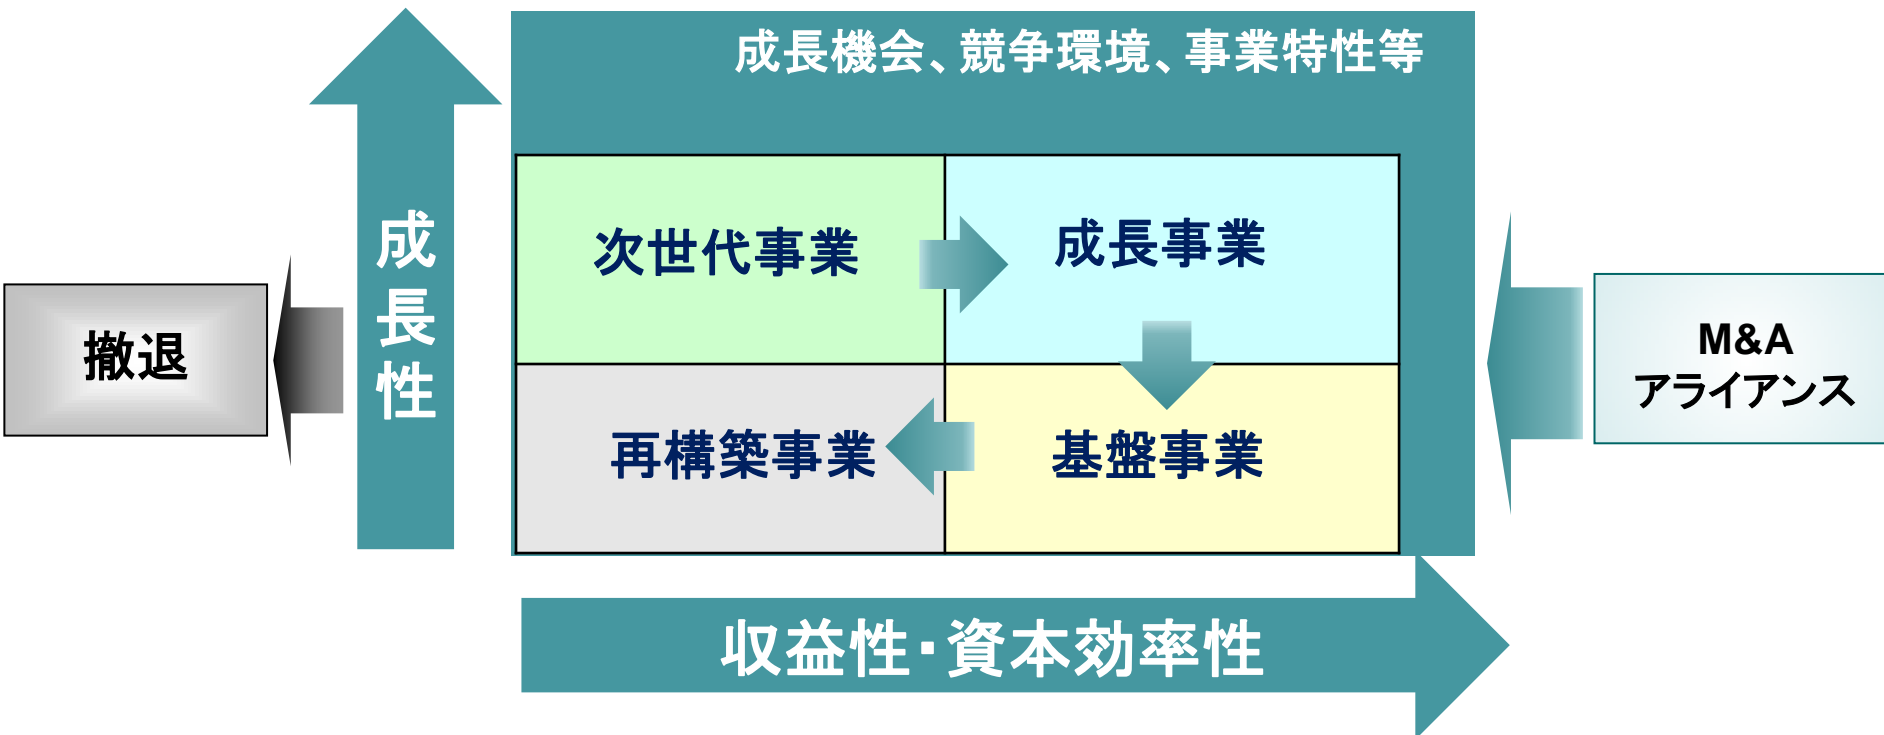 成長機会、競争環境、事業特性等
成長性
次世代事業
成長事業
撤退
M&A
アライアンス
再構築事業
基盤事業
収益性・資本効率性